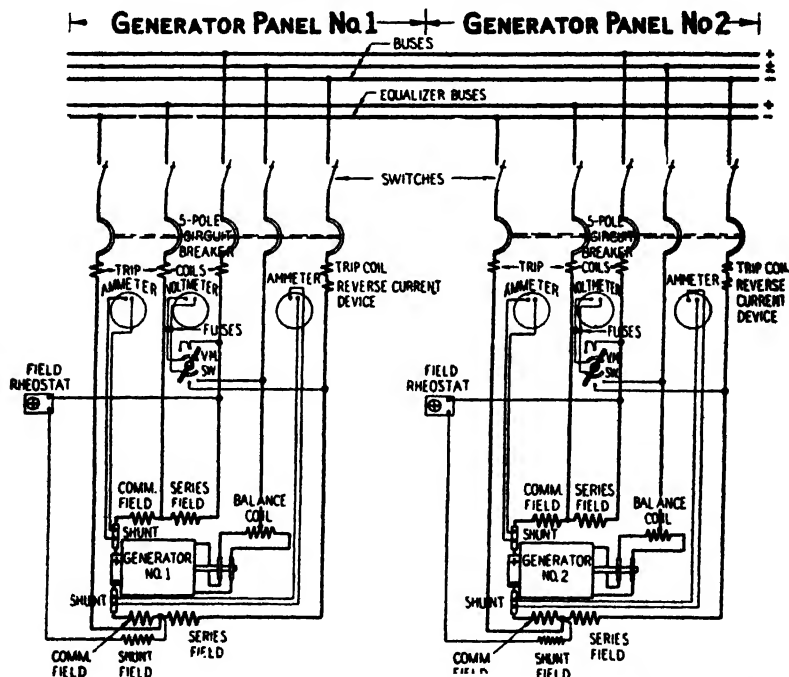 GENERATOR PANEL No.1
GENERATOR PANEL No 2
BUSES
+
±
-
EQUALIZER BUSES
+
-
SWITCHES
5-POLE
CIRCUIT
BREAKER
TRIP
COILS
AMMETER
VOLTMETER
AMMETER
TRIP COIL
REVERSE CURRENT
DEVICE
FUSES
V.M.
SW.
FIELD
RHEOSTAT
COMM.
FIELD
SERIES
FIELD
BALANCE
COIL
SHUNT
GENERATOR
NO.1
SHUNT
COMM.
FIELD
SHUNT
FIELD
SERIES
FIELD
5-POLE
CIRCUIT
BREAKER
TRIP
COILS
AMMETER
VOLTMETER
AMMETER
TRIP COIL
REVERSE
CURRENT
DEVICE
FUSES
V.M.
SW.
FIELD
RHEOSTAT
COMM.
FIELD
SERIES
FIELD
BALANCE
COIL
SHUNT
GENERATOR
NO.2
SHUNT
COMM
FIELD
SHUNT
FIELD
SERIES
FIELD